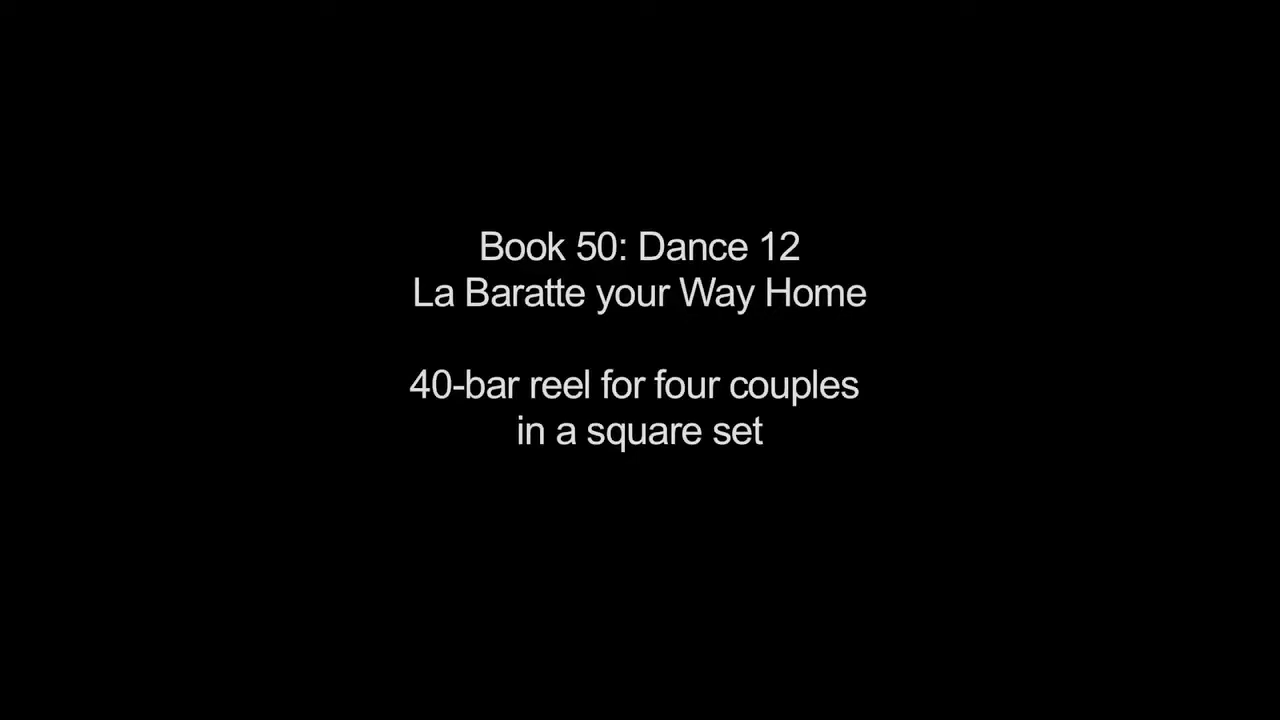 Book 50: Dance 12
La Baratte your Way Home
40-bar reel for four couples
in a square set